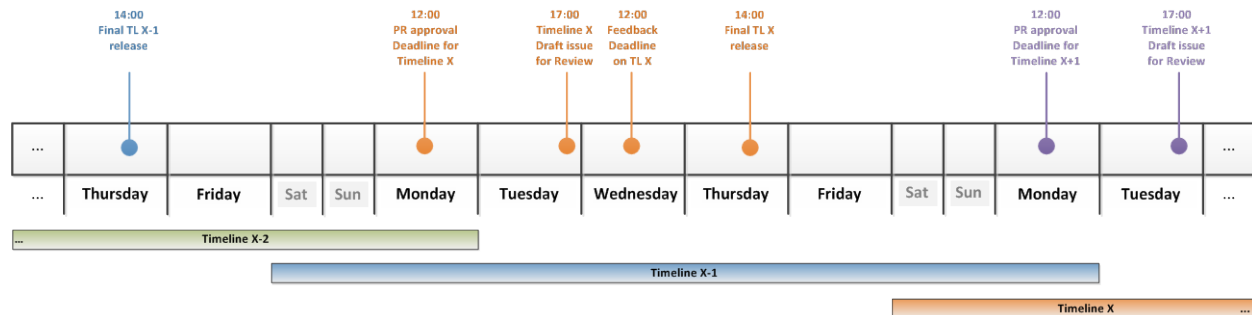 14:00
Final TL X-1
release
12:00
PR approval
Deadline for
Timeline X
17:00
Timeline X
Draft issue
for Review
12:00
Feedback
Deadline
on TL X
14:00
Final TL X
release
12:00
PR approval
Deadline for
Timeline X+1
17:00
Timeline X+1
Draft issue
for Review
... ...
... Thursday Friday Sat Sun Monday Tuesday Wednesday Thursday Friday Sat Sun Monday Tuesday ...
... Timeline X-2
Timeline X-1
Timeline X ...